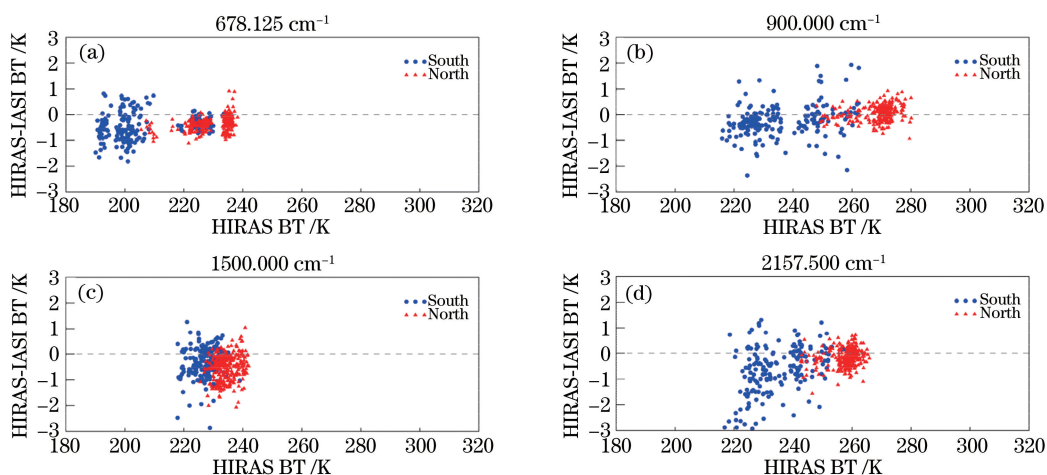 678.125 cm⁻¹
(a)
South
North
HIRAS-IASI BT /K
3
2
1
0
−1
−2
−3
180 200 220 240 260 280 300 320
HIRAS BT /K
900.000 cm⁻¹
(b)
South
North
HIRAS-IASI BT /K
3
2
1
0
−1
−2
−3
180 200 220 240 260 280 300 320
HIRAS BT /K
1500.000 cm⁻¹
(c)
South
North
HIRAS-IASI BT /K
3
2
1
0
−1
−2
−3
180 200 220 240 260 280 300 320
HIRAS BT /K
2157.500 cm⁻¹
(d)
South
North
HIRAS-IASI BT /K
3
2
1
0
−1
−2
−3
180 200 220 240 260 280 300 320
HIRAS BT /K